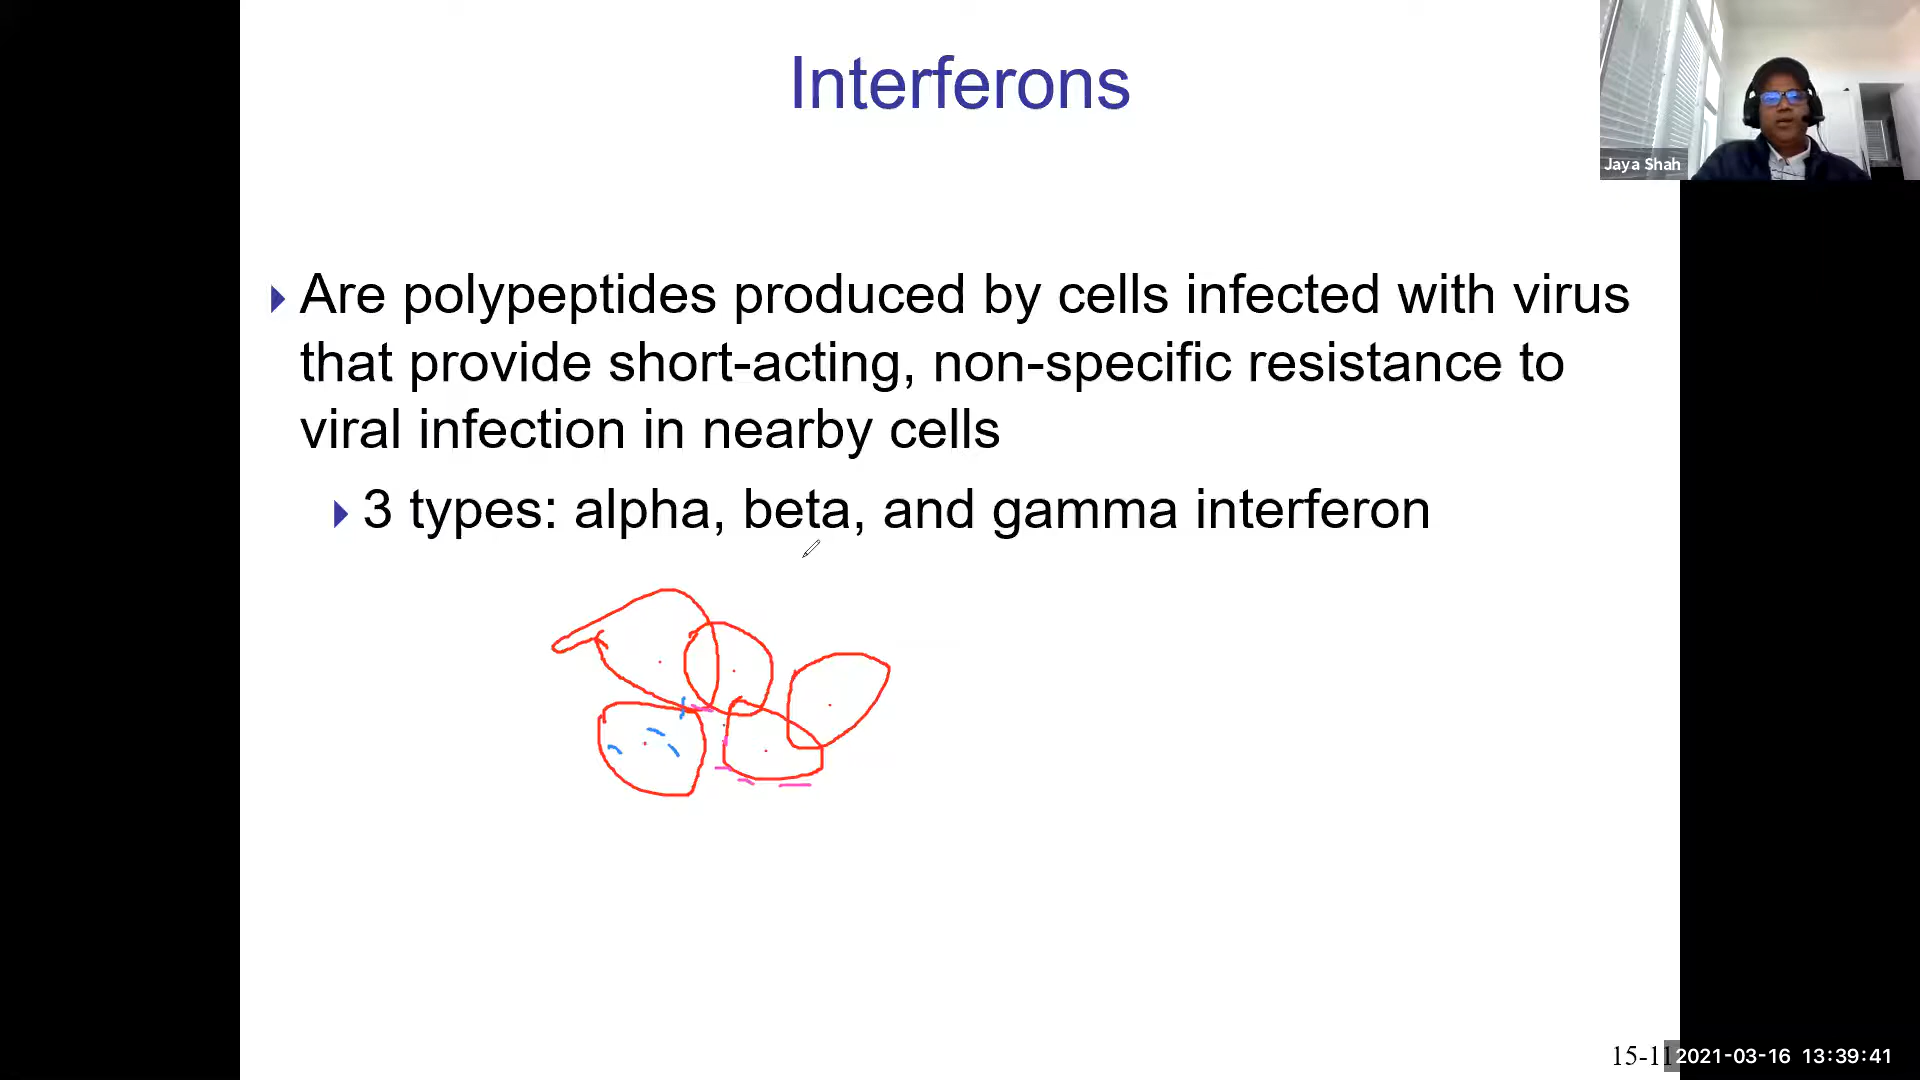 Interferons
Jaya Shah
Are polypeptides produced by cells infected with virus
that provide short-acting, non-specific resistance to
viral infection in nearby cells
3 types: alpha, beta, and gamma interferon
15-11
2021-03-16 13:39:41